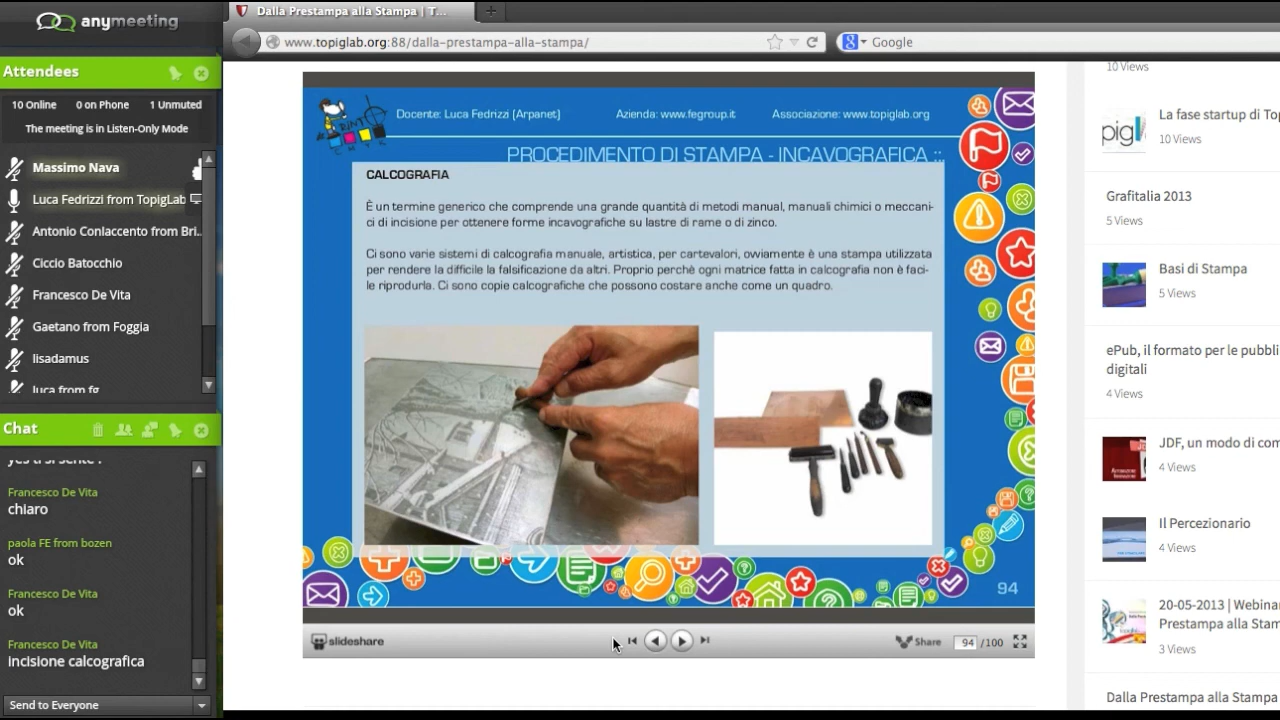 anymeeting
Dalla Prestampa alla Stampa | T...
www.topiglab.org:88/dalla-prestampa-alla-stampa/
Google
Attendees
10 Online
0 on Phone
1 Unmuted
The meeting is in Listen-Only Mode
Massimo Nava
Luca Fedrizzi from TopigLab
Antonio Conlaccento from Bri..
Ciccio Batocchio
Francesco De Vita
Gaetano from Foggia
lisadamus
luca from fg
Chat
yes ti si sente !
Francesco De Vita
chiaro
paola FE from bozen
ok
Francesco De Vita
ok
Francesco De Vita
incisione calcografica
Send to Everyone
Docente: Luca Fedrizzi [Arpanet]
Azienda: www.fegroup.it
Associazione: www.topiglab.org
PROCEDIMENTO DI STAMPA - INCAVOGRAFICA ::.
CALCOGRAFIA
È un termine generico che comprende una grande quantità di metodi manual, manuali chimici o meccani-
ci di incisione per ottenere forme incavografiche su lastre di rame o di zinco.
Ci sono varie sistemi di calcografia manuale, artistica, per cartevalori, ovviamente è una stampa utilizzata
per rendere la difficile la falsificazione da altri. Proprio perchè ogni matrice fatta in calcografia non è faci-
le riprodurla. Ci sono copie calcografiche che possono costare anche come un quadro.
94
slideshare
Share
94 /100
10 Views
La fase startup di Top
10 Views
Grafitalia 2013
5 Views
Basi di Stampa
5 Views
ePub, il formato per le pubbli
digitali
4 Views
JDF, un modo di com
4 Views
Il Percezionario
4 Views
20-05-2013 | Webinar
Prestampa alla Stam
3 Views
Dalla Prestampa alla Stampa